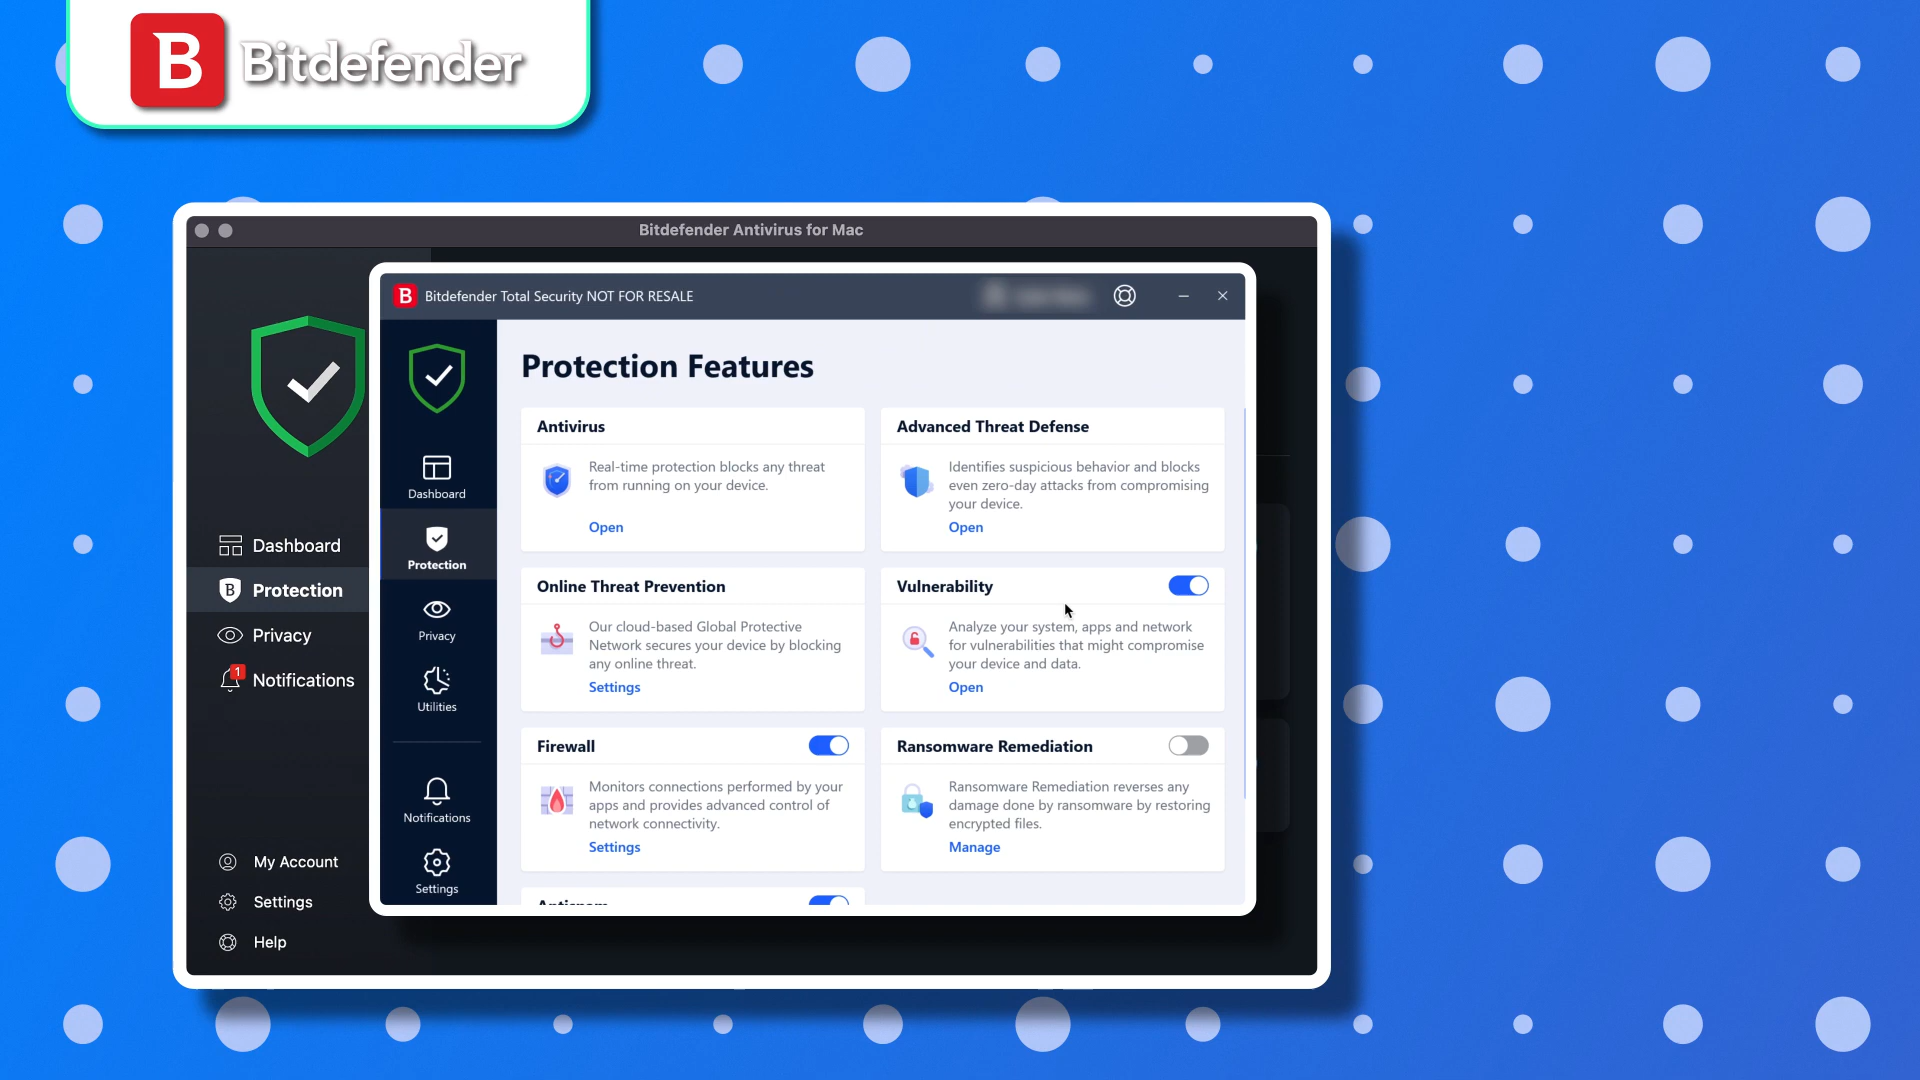 B Bitdefender
Bitdefender Antivirus for Mac
Dashboard
B Protection
Privacy
1
Notifications
My Account
Settings
Help
B Bitdefender Total Security NOT FOR RESALE
Dashboard
Protection
Privacy
Utilities
Notifications
Settings
Protection Features
Antivirus
Real-time protection blocks any threat
from running on your device.
Open
Advanced Threat Defense
Identifies suspicious behavior and blocks
even zero-day attacks from compromising
your device.
Open
Online Threat Prevention
Our cloud-based Global Protective
Network secures your device by blocking
any online threat.
Settings
Vulnerability
Analyze your system, apps and network
for vulnerabilities that might compromise
your device and data.
Open
Firewall
Monitors connections performed by your
apps and provides advanced control of
network connectivity.
Settings
Ransomware Remediation
Ransomware Remediation reverses any
damage done by ransomware by restoring
encrypted files.
Manage